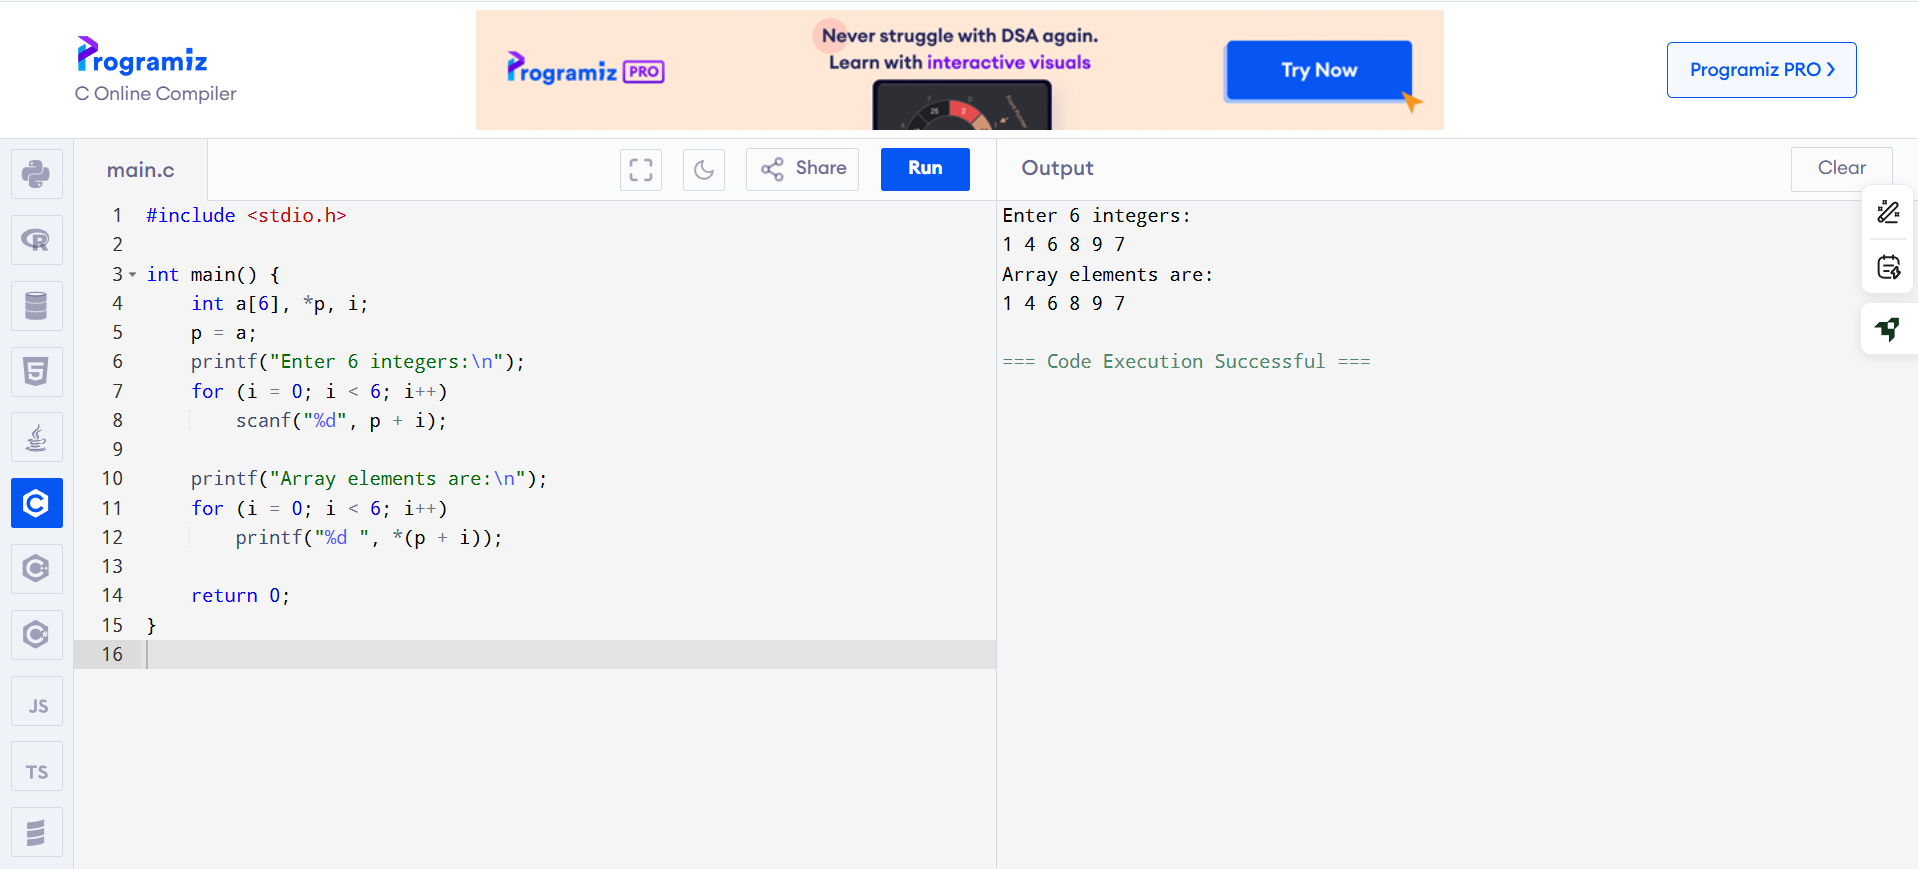 Programiz
C Online Compiler
Programiz PRO
Never struggle with DSA again.
Learn with interactive visuals
Try Now
Programiz PRO ❯
main.c
Share
Run
Output
Clear
1 #include <stdio.h>
2
3 int main() {
4     int a[6], *p, i;
5     p = a;
6     printf("Enter 6 integers:\n");
7     for (i = 0; i < 6; i++)
8         scanf("%d", p + i);
9
10     printf("Array elements are:\n");
11     for (i = 0; i < 6; i++)
12         printf("%d ", *(p + i));
13
14     return 0;
15 }
16
Enter 6 integers:
1 4 6 8 9 7
Array elements are:
1 4 6 8 9 7
=== Code Execution Successful ===
R
5
C
C
C#
JS
TS